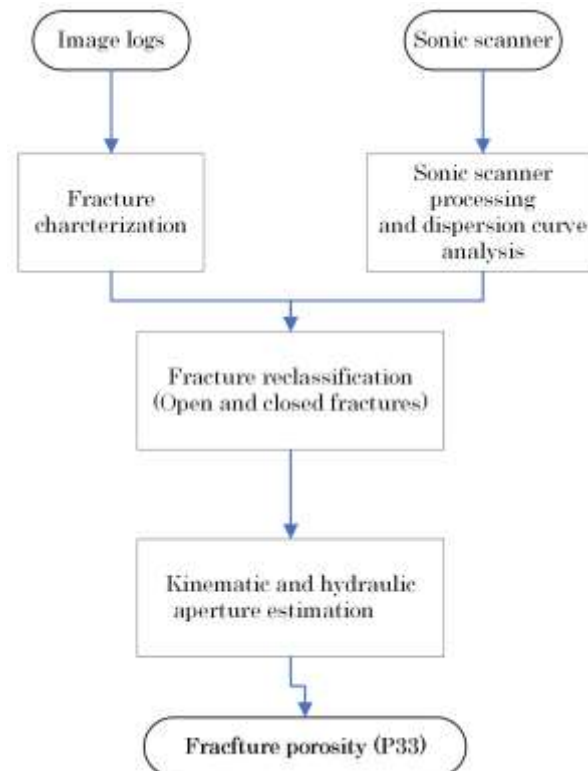 Image logs
Sonic scanner
Fracture
charcterization
Sonic scanner
processing
and dispersion curve
analysis
Fracture reclassification
(Open and closed fractures)
Kinematic and hydraulic
aperture estimation
Fracfture porosity (P33)